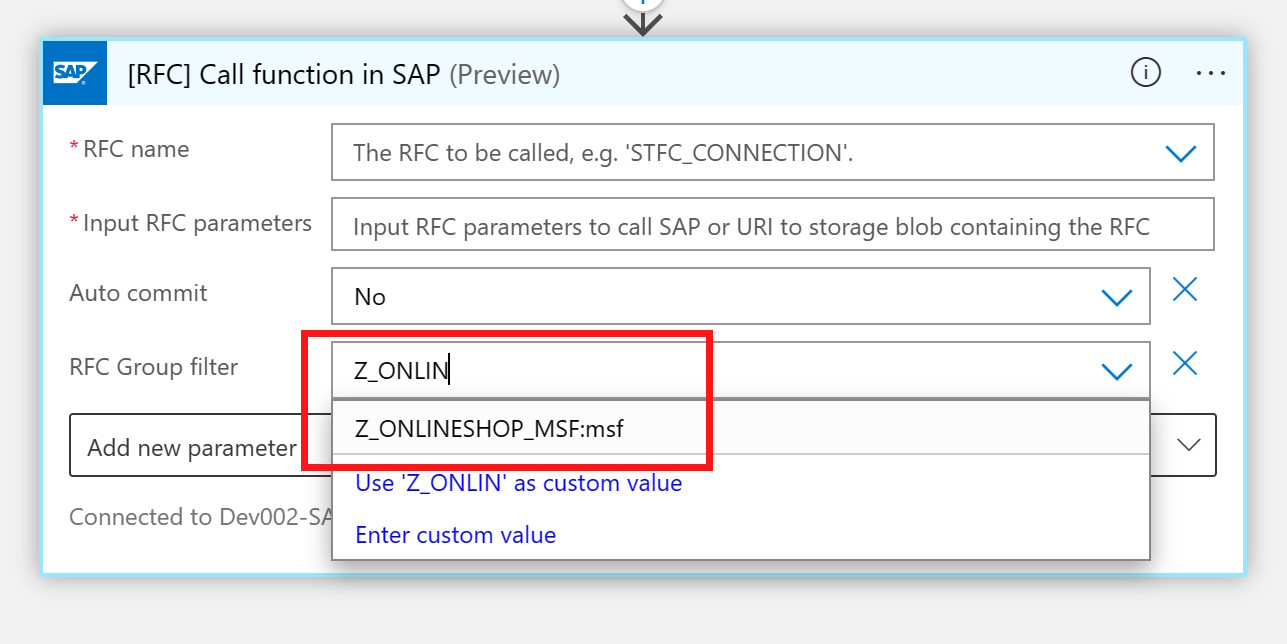 SAP
[RFC] Call function in SAP (Preview)
* RFC name
The RFC to be called, e.g. 'STFC_CONNECTION'.
* Input RFC parameters
Input RFC parameters to call SAP or URI to storage blob containing the RFC
Auto commit
No
RFC Group filter
Z_ONLIN
Z_ONLINESHOP_MSF:msf
Use 'Z_ONLIN' as custom value
Enter custom value
Add new parameter
Connected to Dev002-SA